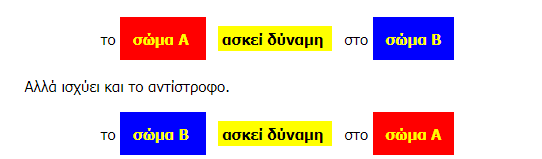 το σώμα Α ασκεί δύναμη στο σώμα Β
Αλλά ισχύει και το αντίστροφο.
το σώμα Β ασκεί δύναμη στο σώμα Α